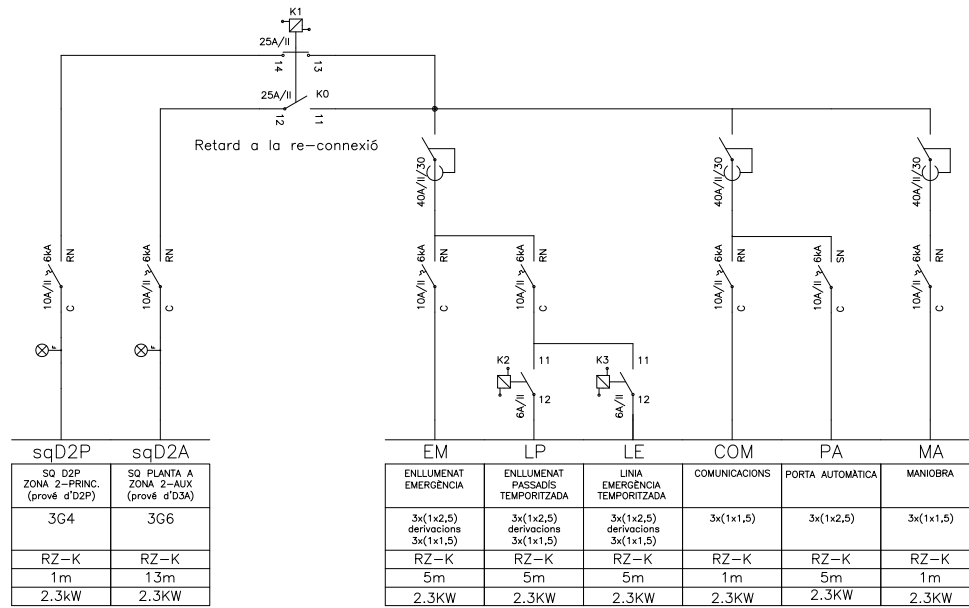 K1
25A/II
14
13
25A/II
K0
12
11
Retard a la re-connexió
40A/II/30
40A/II/30
40A/II/30
10A/II
6kA
RN
C
10A/II
6kA
RN
C
10A/II
6kA
RN
C
10A/II
6kA
RN
C
10A/II
6kA
RN
C
10A/II
6kA
SN
C
10A/II
6kA
RN
C
K2
11
12
6A/II
K3
11
12
6A/II
sqD2P
sqD2A
EM
LP
LE
COM
PA
MA
SQ D2P
ZONA 2-PRINC.
(prové d'D2P)
SQ PLANTA A
ZONA 2-AUX
(prové d'D3A)
ENLLUMENAT
EMERGÈNCIA
ENLLUMENAT
PASSADÍS
TEMPORITZADA
LINIA
EMERGÈNCIA
TEMPORITZADA
COMUNICACIONS
PORTA AUTOMÀTICA
MANIOBRA
3G4
3G6
3x(1x2,5)
derivacions
3x(1x1,5)
3x(1x2,5)
derivacions
3x(1x1,5)
3x(1x2,5)
derivacions
3x(1x1,5)
3x(1x1,5)
3x(1x2,5)
3x(1x1,5)
RZ-K
RZ-K
RZ-K
RZ-K
RZ-K
RZ-K
RZ-K
RZ-K
1m
13m
5m
5m
5m
1m
5m
1m
2.3kW
2.3KW
2.3KW
2.3KW
2.3KW
2.3KW
2.3KW
2.3KW